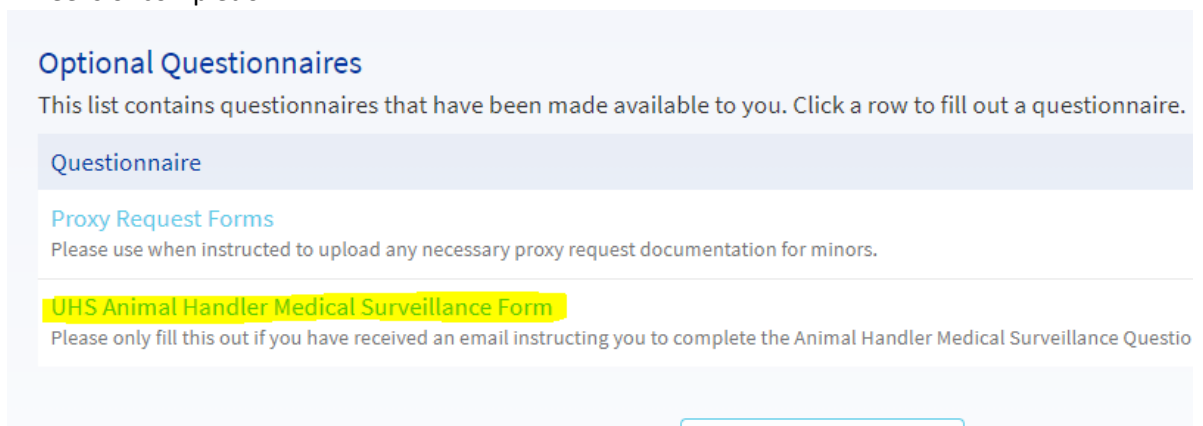 Optional Questionnaires
This list contains questionnaires that have been made available to you. Click a row to fill out a questionnaire.
Questionnaire
Proxy Request Forms
Please use when instructed to upload any necessary proxy request documentation for minors.
UHS Animal Handler Medical Surveillance Form
Please only fill this out if you have received an email instructing you to complete the Animal Handler Medical Surveillance Questio